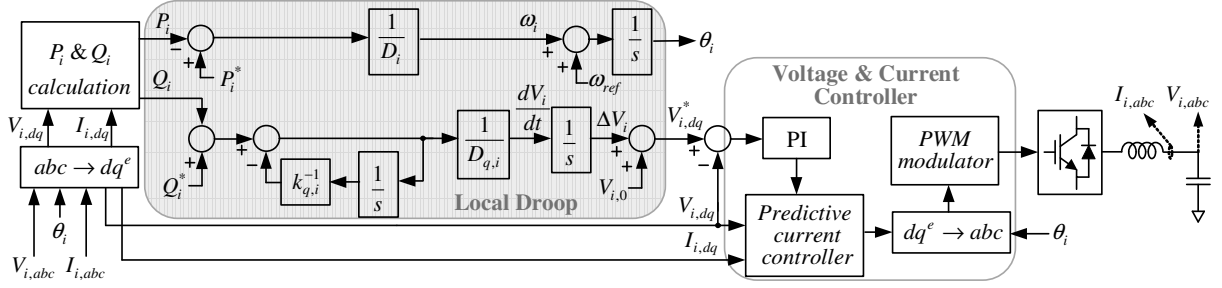 P_i & Q_i
calculation
V_{i,dq}
I_{i,dq}
abc → dq^e
V_{i,abc}
θ_i
I_{i,abc}
P_i
−
+
P_i^*
1
D_i
ω_i
+
+
ω_{ref}
1
s
θ_i
Q_i
−
+
Q_i^*
+
−
k_{q,i}^{-1}
1
s
1
D_{q,i}
dV_i
dt
1
s
ΔV_i
+
+
V_{i,0}
Local Droop
V_{i,dq}^*
+
−
V_{i,dq}
I_{i,dq}
Voltage & Current
Controller
PI
Predictive
current
controller
PWM
modulator
dq^e → abc
θ_i
I_{i,abc}
V_{i,abc}